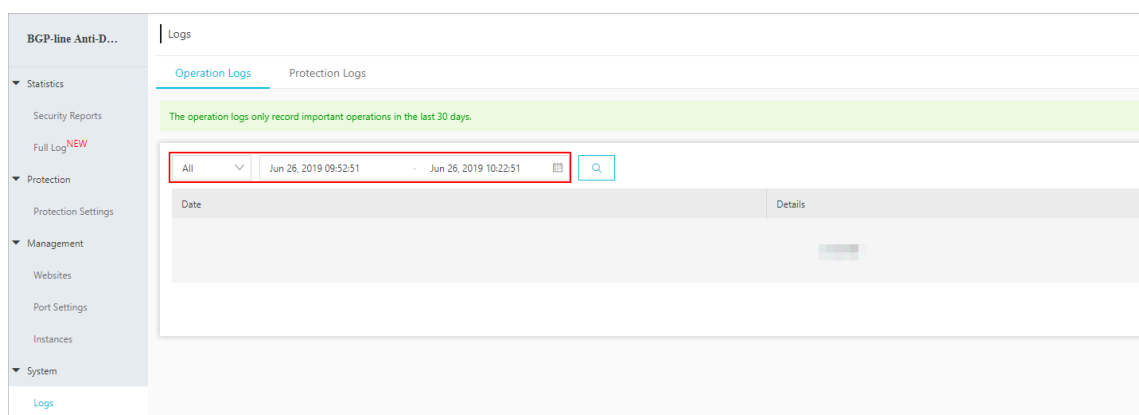 BGP-line Anti-D...
Statistics
Security Reports
Full Log NEW
Protection
Protection Settings
Management
Websites
Port Settings
Instances
System
Logs
Logs
Operation Logs Protection Logs
The operation logs only record important operations in the last 30 days.
All Jun 26, 2019 09:52:51 - Jun 26, 2019 10:22:51
Date Details